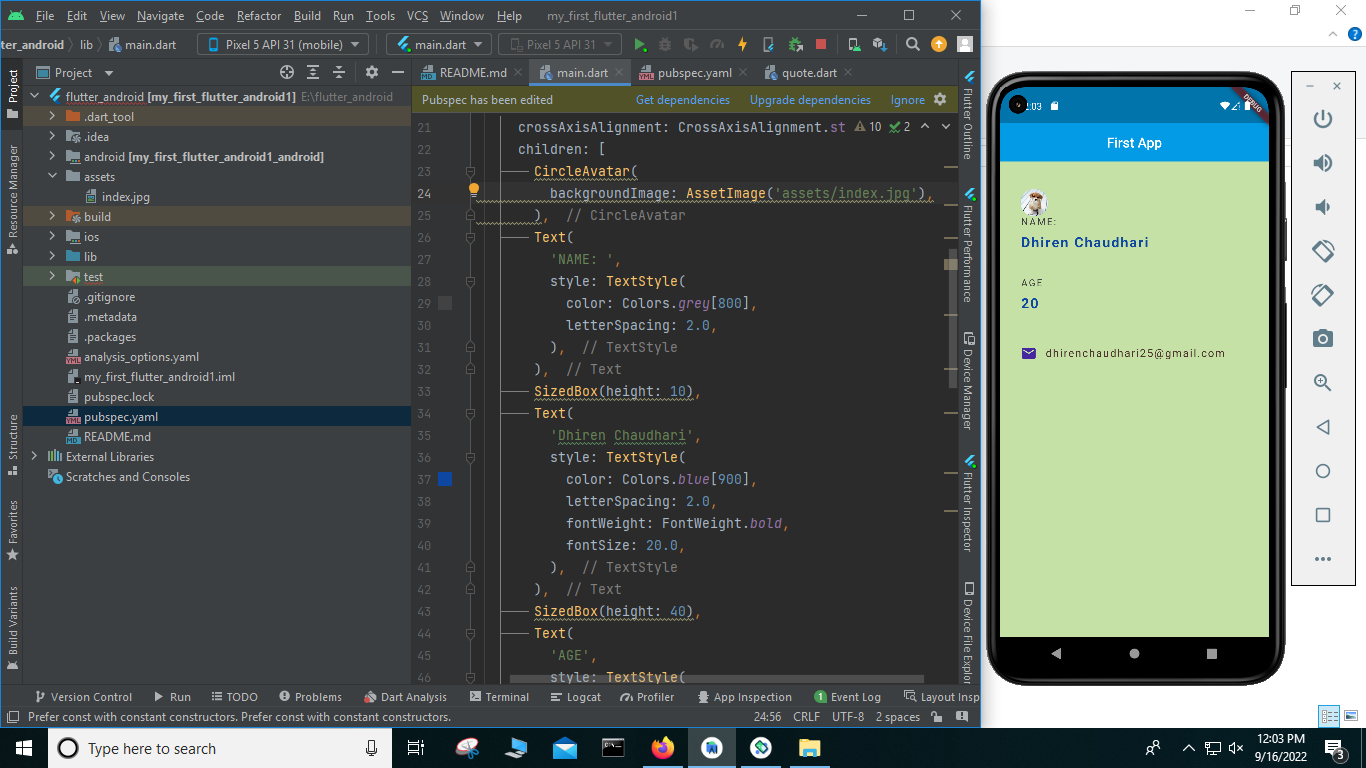 File Edit View Navigate Code Refactor Build Run Tools VCS Window Help my_first_flutter_android1
tter_android lib main.dart Pixel 5 API 31 (mobile) main.dart Pixel 5 API 31
Project
README.md main.dart pubspec.yaml quote.dart
Pubspec has been edited Get dependencies Upgrade dependencies Ignore
Project
Resource Manager
Structure
Favorites
Build Variants
flutter_android [my_first_flutter_android1] E:\flutter_android
.dart_tool
.idea
android [my_first_flutter_android1_android]
assets
index.jpg
build
ios
lib
test
.gitignore
.metadata
.packages
analysis_options.yaml
my_first_flutter_android1.iml
pubspec.lock
pubspec.yaml
README.md
External Libraries
Scratches and Consoles
21 crossAxisAlignment: CrossAxisAlignment.st 10 2
22 children: [
23 CircleAvatar(
24 backgroundImage: AssetImage('assets/index.jpg'),
25 ), // CircleAvatar
26 Text(
27 'NAME: ',
28 style: TextStyle(
29 color: Colors.grey[800],
30 letterSpacing: 2.0,
31 ), // TextStyle
32 ), // Text
33 SizedBox(height: 10),
34 Text(
35 'Dhiren Chaudhari',
36 style: TextStyle(
37 color: Colors.blue[900],
38 letterSpacing: 2.0,
39 fontWeight: FontWeight.bold,
40 fontSize: 20.0,
41 ), // TextStyle
42 ), // Text
43 SizedBox(height: 40),
44 Text(
45 'AGE',
46 style: TextStyle(
Flutter Outline
Flutter Performance
Device Manager
Flutter Inspector
Device File Explor
Version Control Run TODO Problems Dart Analysis Terminal Logcat Profiler App Inspection 1 Event Log Layout Insp
Prefer const with constant constructors. Prefer const with constant constructors. 24:56 CRLF UTF-8 2 spaces
:03
DEBUG
First App
NAME:
Dhiren Chaudhari
AGE
20
dhirenchaudhari25@gmail.com
Type here to search
12:03 PM
9/16/2022
3